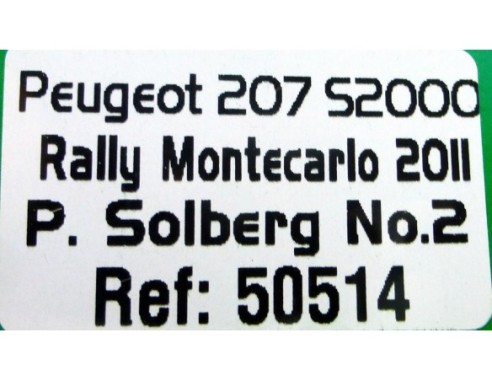 Peugeot 207 S2000
Rally Montecarlo 2011
P. Solberg No.2
Ref: 50514